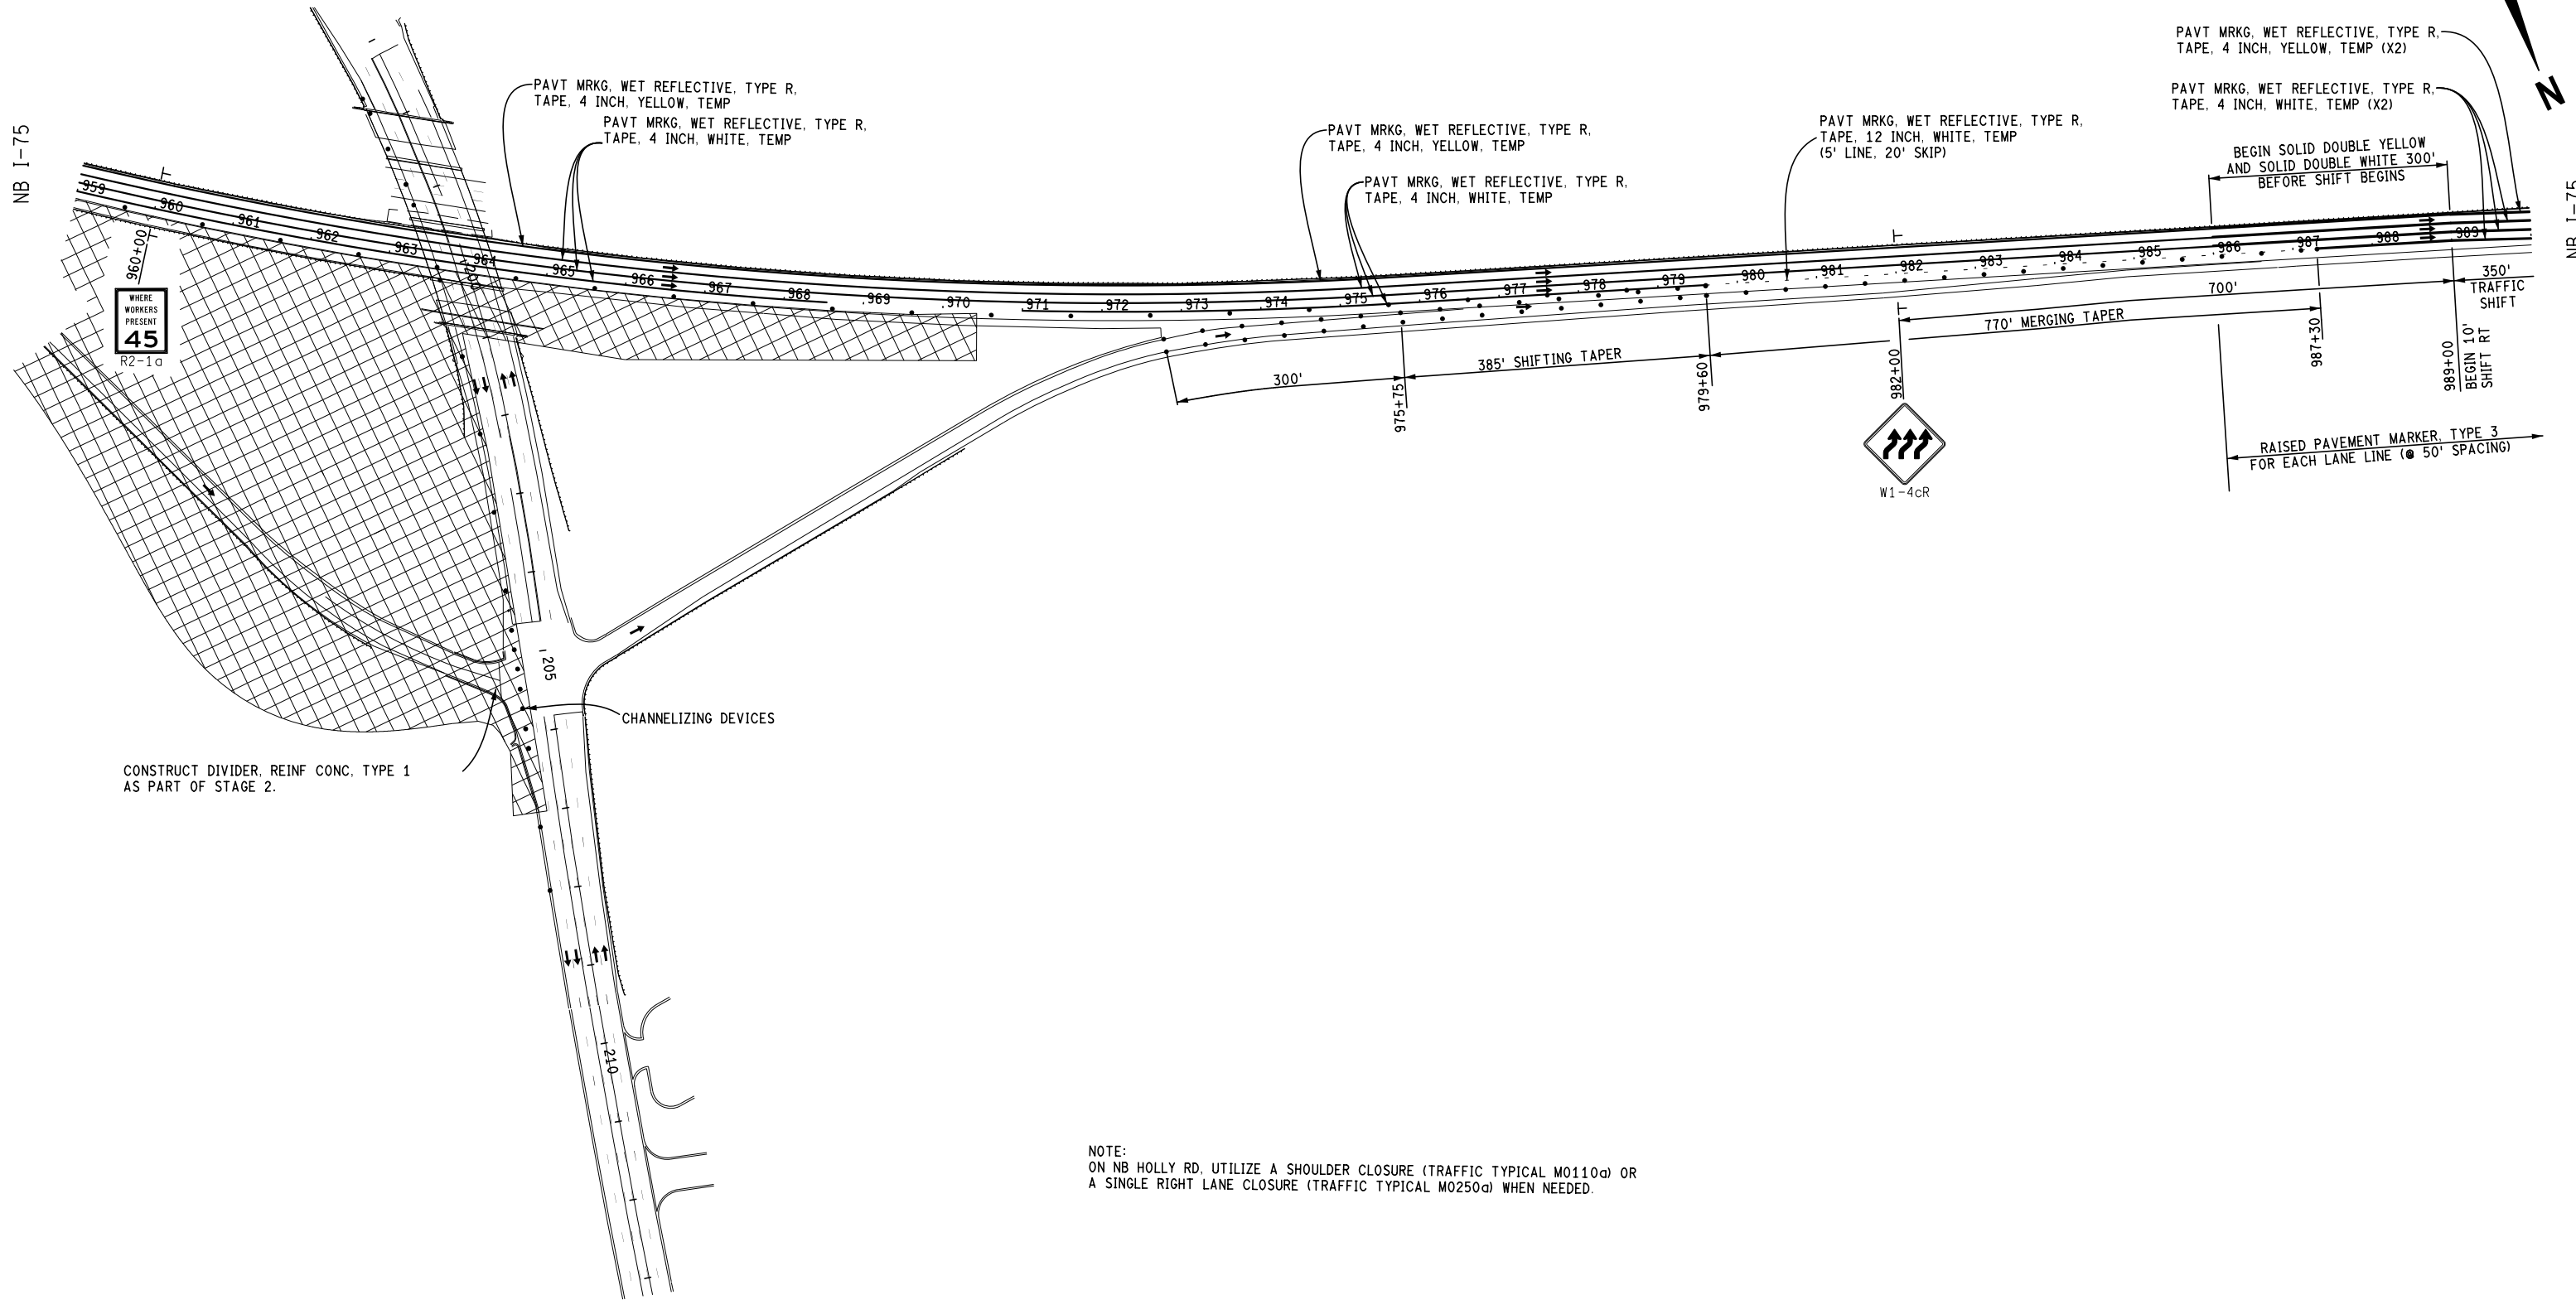 PAVT MRKG, WET REFLECTIVE, TYPE R,
TAPE, 4 INCH, YELLOW, TEMP (X2)
PAVT MRKG, WET REFLECTIVE, TYPE R,
TAPE, 4 INCH, YELLOW, TEMP
PAVT MRKG, WET REFLECTIVE, TYPE R,
TAPE, 4 INCH, WHITE, TEMP (X2)
PAVT MRKG, WET REFLECTIVE, TYPE R,
TAPE, 4 INCH, WHITE, TEMP
PAVT MRKG, WET REFLECTIVE, TYPE R,
TAPE, 4 INCH, YELLOW, TEMP
PAVT MRKG, WET REFLECTIVE, TYPE R,
TAPE, 12 INCH, WHITE, TEMP
(5' LINE, 20' SKIP)
N
PAVT MRKG, WET REFLECTIVE, TYPE R,
TAPE, 4 INCH, WHITE, TEMP
BEGIN SOLID DOUBLE YELLOW
AND SOLID DOUBLE WHITE 300'
BEFORE SHIFT BEGINS
NB I-75
NB I-75
959
960
961
962
963
964
965
966
967
968
969
970
971
972
973
974
975
976
977
978
979
980
981
982
983
984
985
986
987
988
989
200
960+00
WHERE
WORKERS
PRESENT
45
R2-1a
300'
975+75
385' SHIFTING TAPER
979+60
982+00
770' MERGING TAPER
987+30
700'
989+00
BEGIN 10'
SHIFT RT
350'
TRAFFIC
SHIFT
W1-4cR
RAISED PAVEMENT MARKER, TYPE 3
FOR EACH LANE LINE (@ 50' SPACING)
205
CHANNELIZING DEVICES
CONSTRUCT DIVIDER, REINF CONC, TYPE 1
AS PART OF STAGE 2.
210
NOTE:
ON NB HOLLY RD, UTILIZE A SHOULDER CLOSURE (TRAFFIC TYPICAL M0110a) OR
A SINGLE RIGHT LANE CLOSURE (TRAFFIC TYPICAL M0250a) WHEN NEEDED.